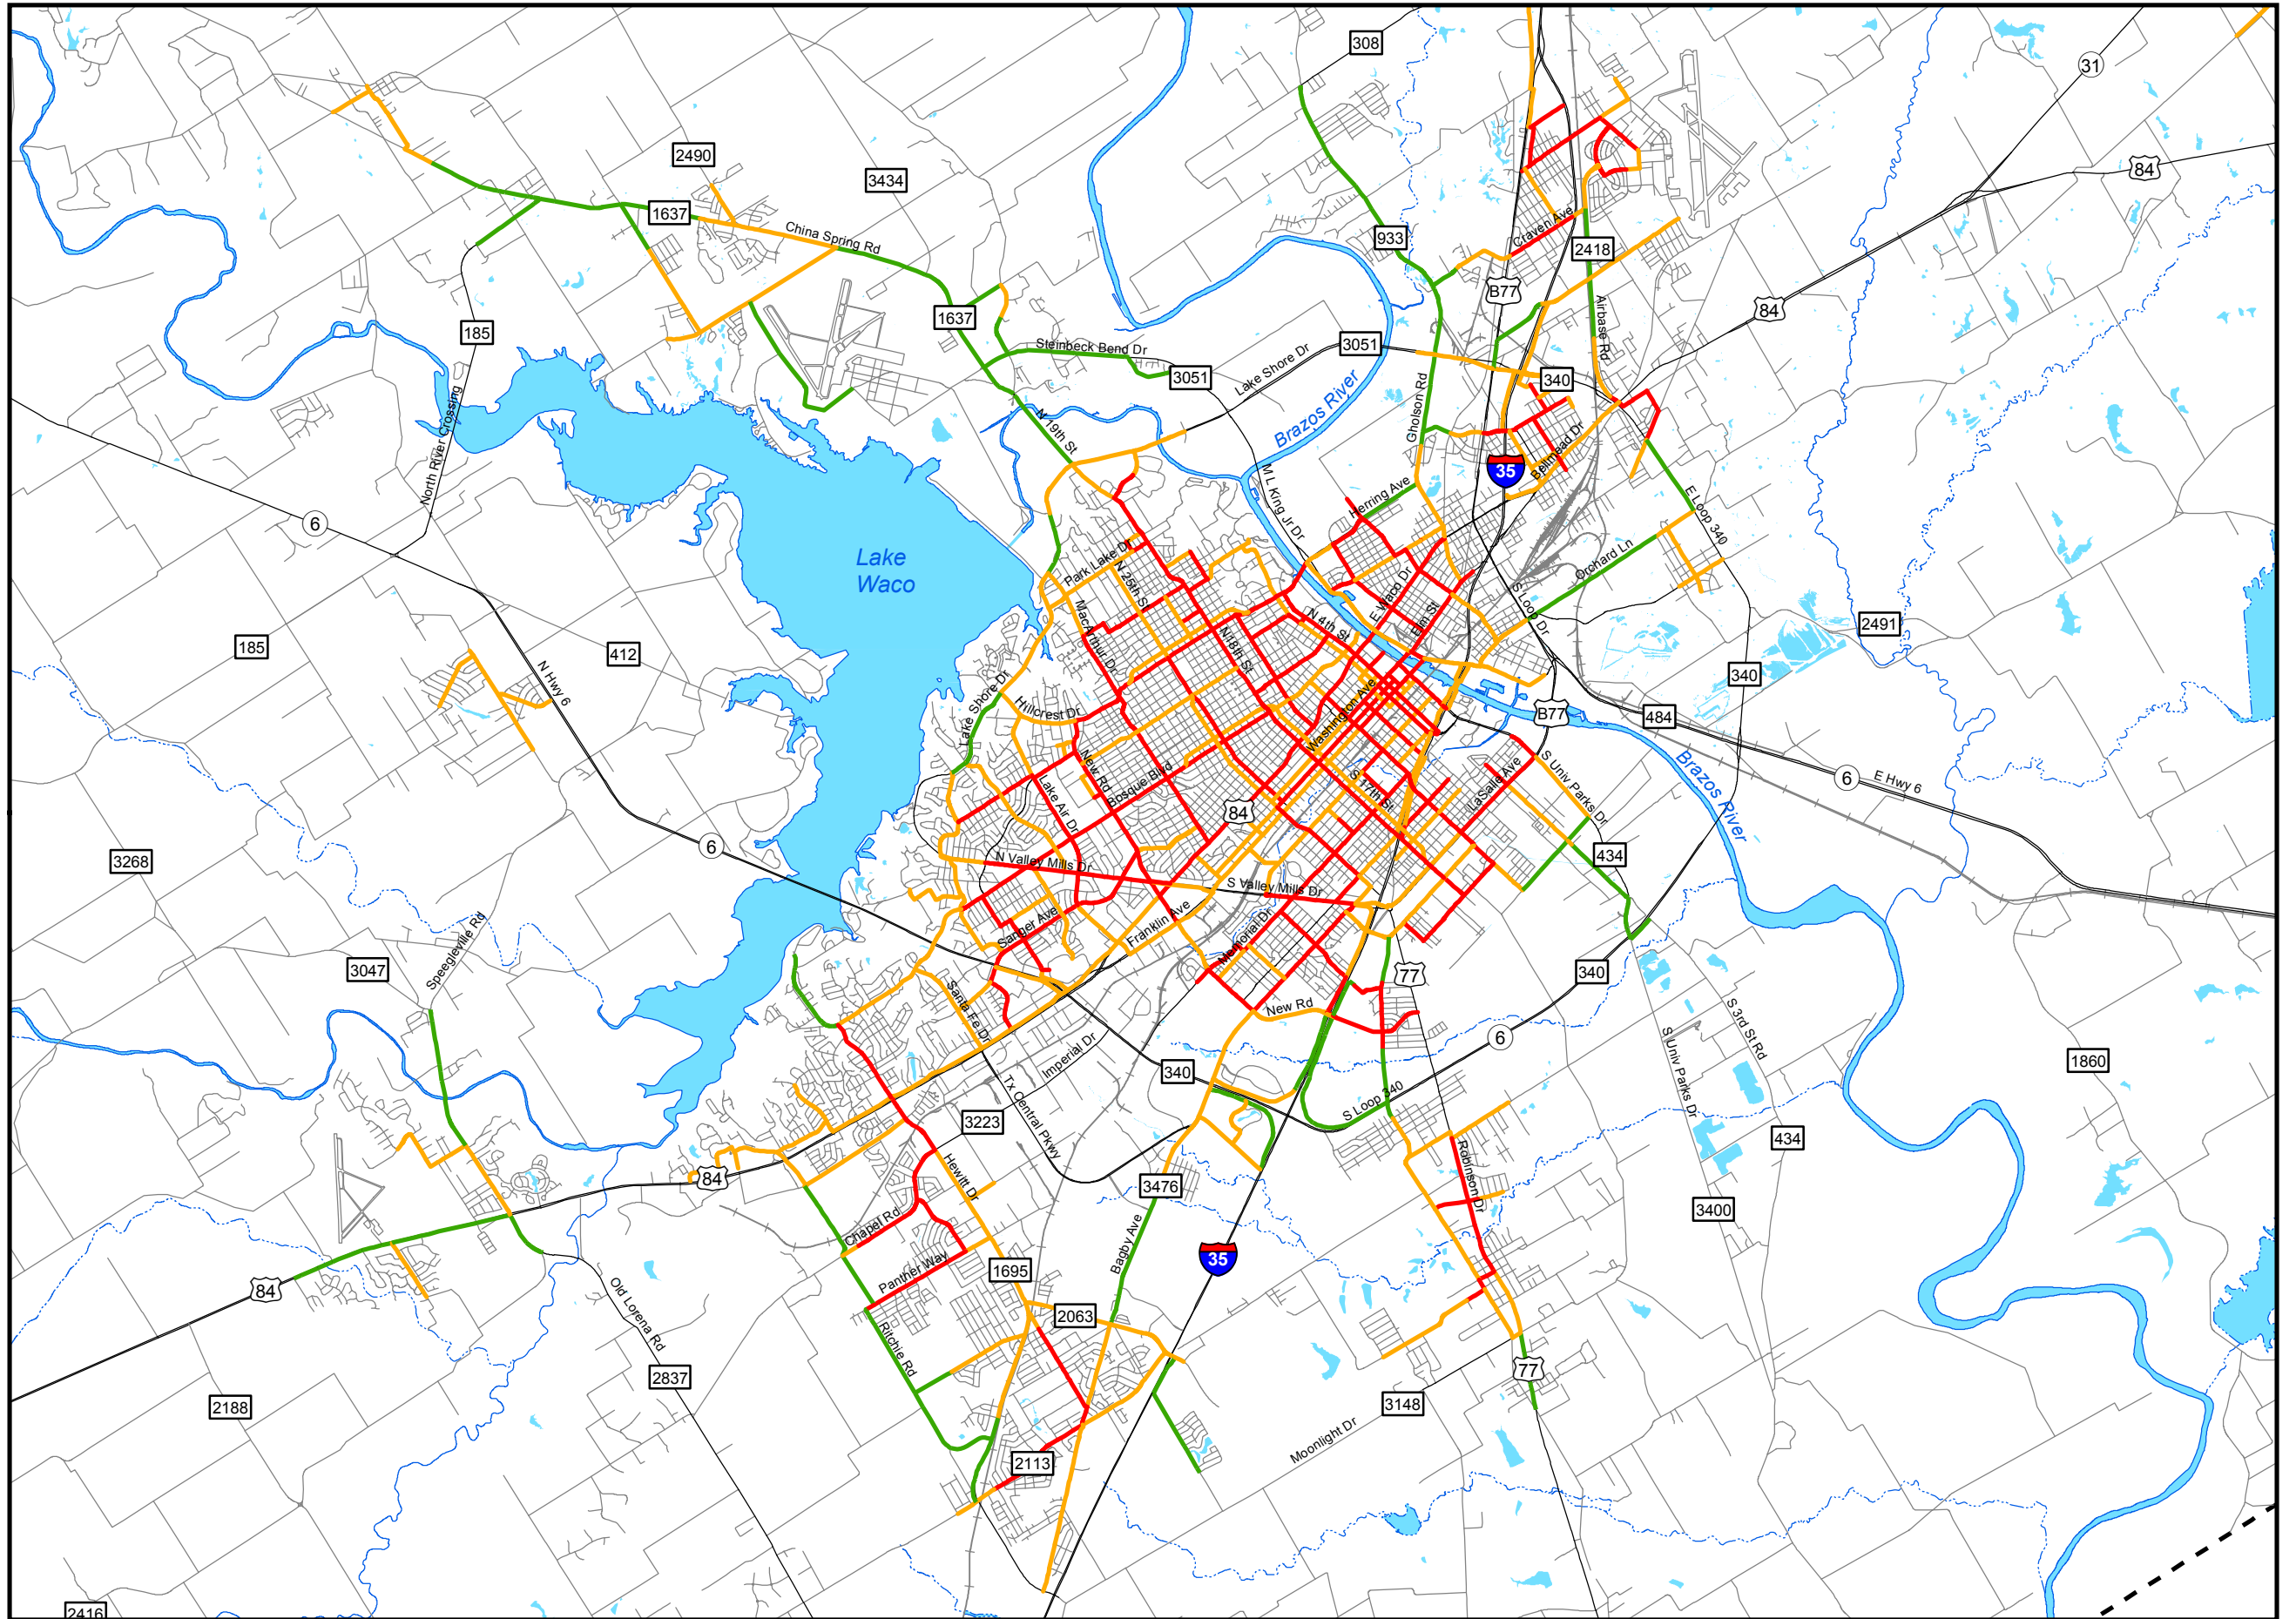 308
31
2490
84
3434
1637
China Spring Rd
933
Craven Ave
2418
B77
Airbase Rd
84
1637
185
Steinbeck Bend Dr
3051
Lake Shore Dr
3051
340
Brazos River
Gholson Rd
North River Crossing
N 19th St
Bellmead Dr
35
M L King Jr Dr
Herring Ave
E Loop 340
6
Lake
Waco
Park Lake Dr
N 25th St
Orchard Ln
S Loop Dr
E Waco Dr
Elm St
N 4th St
MacArthur Dr
N 18th St
2491
185
412
N Hwy 6
340
Lake Shore Dr
Hillcrest Dr
Washington Ave
B77
484
New Rd
Bosque Blvd
Lake Air Dr
S 17th St
LaSalle Ave
S Univ Parks Dr
Brazos River
6
E Hwy 6
84
6
3268
N Valley Mills Dr
S Valley Mills Dr
434
Sanger Ave
Franklin Ave
Memorial Dr
Speegleville Rd
3047
77
340
Santa Fe Dr
New Rd
6
S 3rd St Rd
S Univ Parks Dr
Imperial Dr
340
1860
Tx Central Pkwy
3223
S Loop 340
434
Robinson Dr
84
Hewitt Dr
3476
3400
Chapel Rd
Bagby Ave
35
Panther Way
1695
84
Old Lorena Rd
2063
Ritchie Rd
2837
77
2188
3148
Moonlight Dr
2113
2416